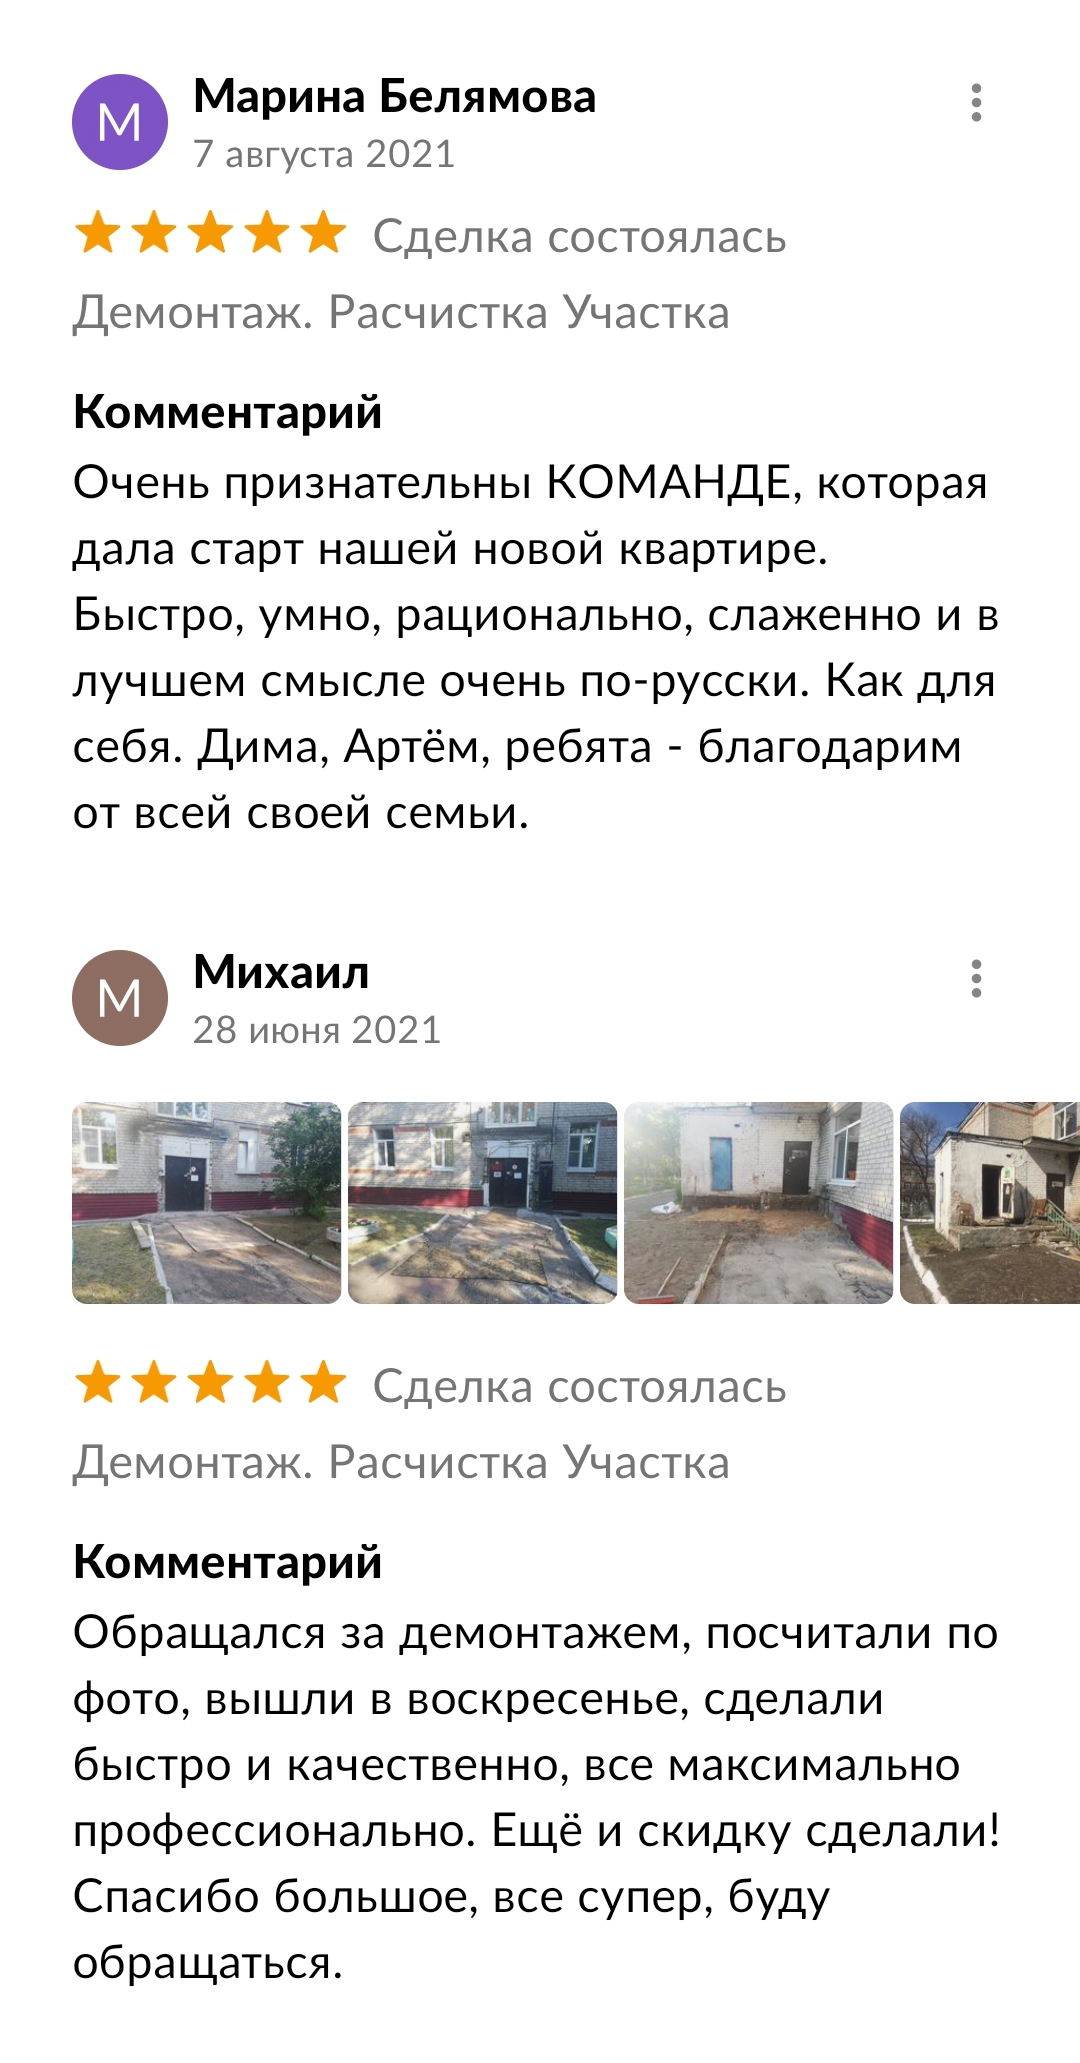 М
Марина Белямова
7 августа 2021
Сделка состоялась
Демонтаж. Расчистка Участка
Комментарий
Очень признательны КОМАНДЕ, которая
дала старт нашей новой квартире.
Быстро, умно, рационально, слаженно и в
лучшем смысле очень по-русски. Как для
себя. Дима, Артём, ребята - благодарим
от всей своей семьи.
М
Михаил
28 июня 2021
Сделка состоялась
Демонтаж. Расчистка Участка
Комментарий
Обращался за демонтажем, посчитали по
фото, вышли в воскресенье, сделали
быстро и качественно, все максимально
профессионально. Ещё и скидку сделали!
Спасибо большое, все супер, буду
обращаться.